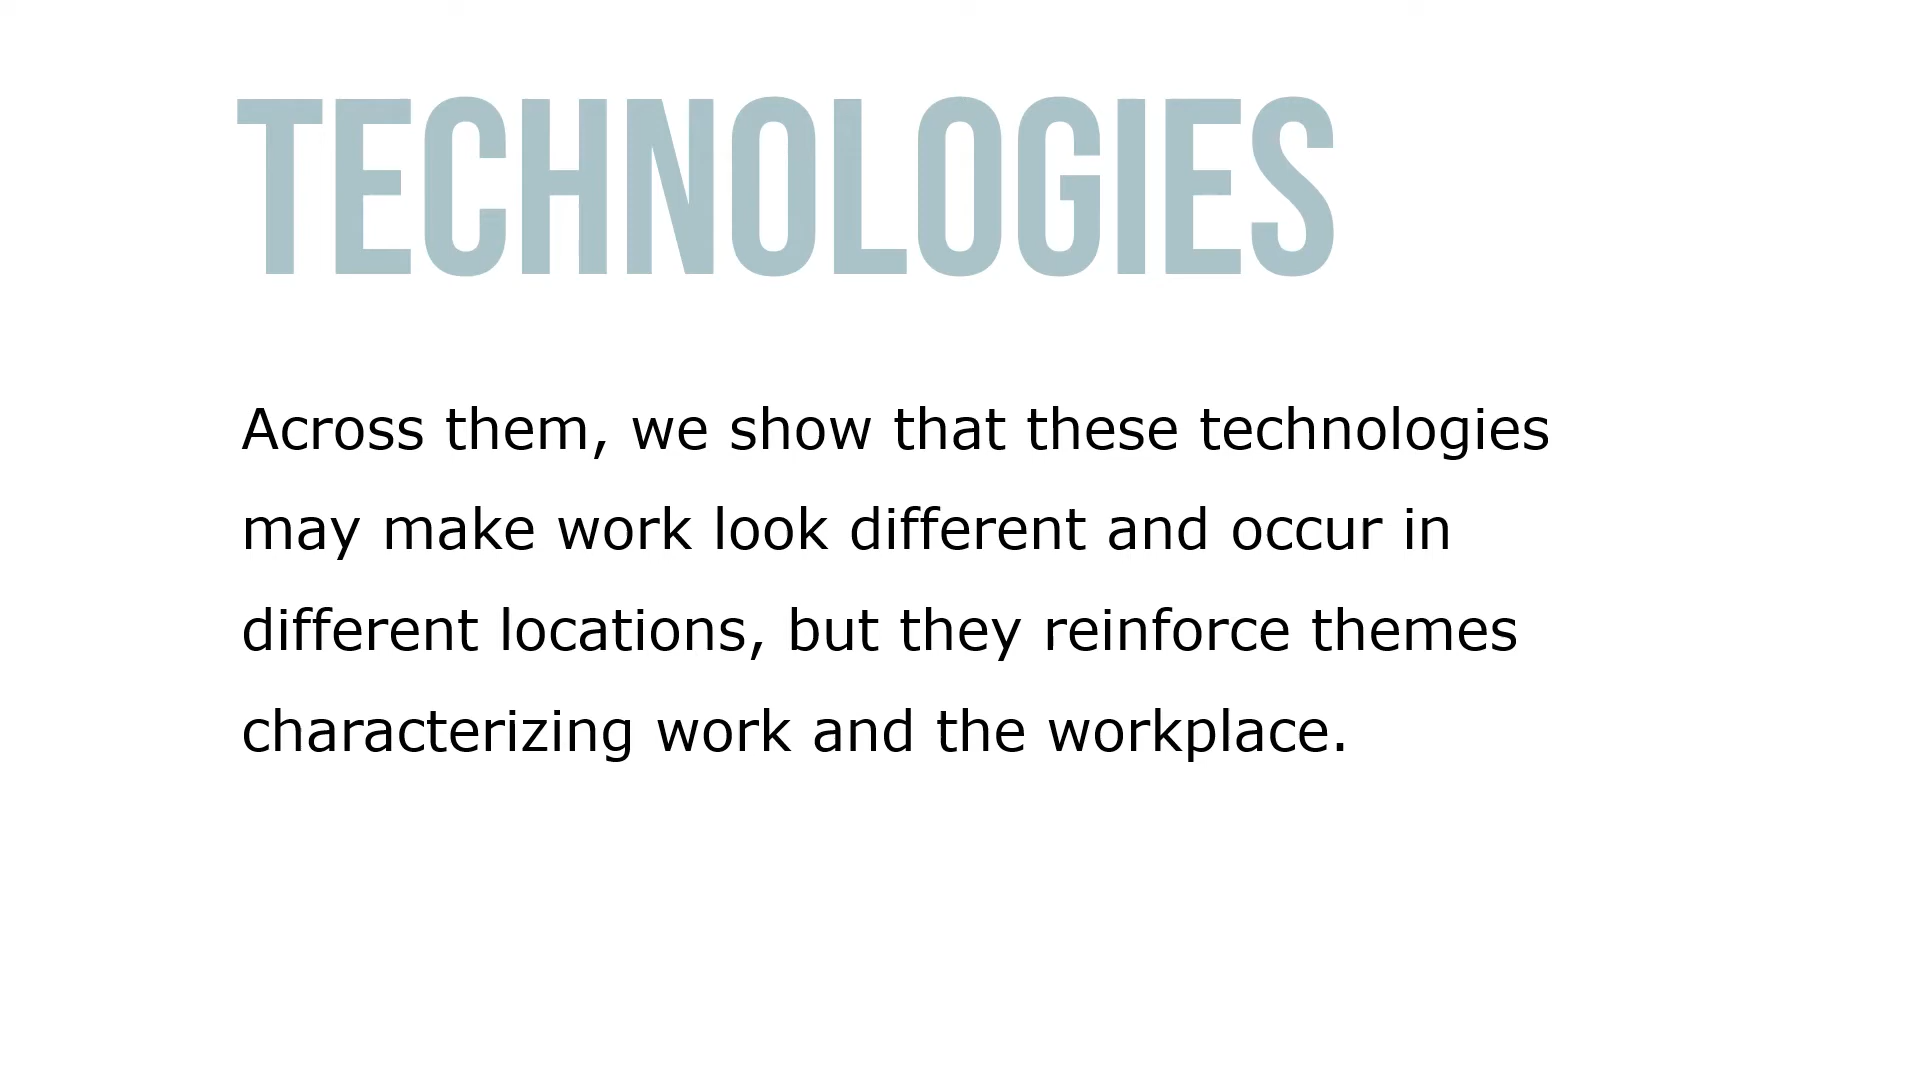 TECHNOLOGIES
Across them, we show that these technologies
may make work look different and occur in
different locations, but they reinforce themes
characterizing work and the workplace.